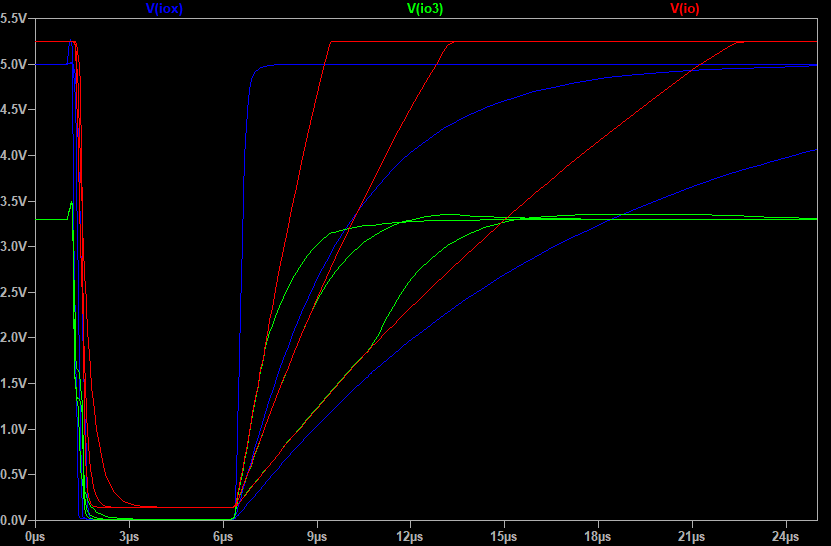 V(iox) V(io3) V(io)
5.5V
5.0V
4.5V
4.0V
3.5V
3.0V
2.5V
2.0V
1.5V
1.0V
0.5V
0.0V
0µs 3µs 6µs 9µs 12µs 15µs 18µs 21µs 24µs